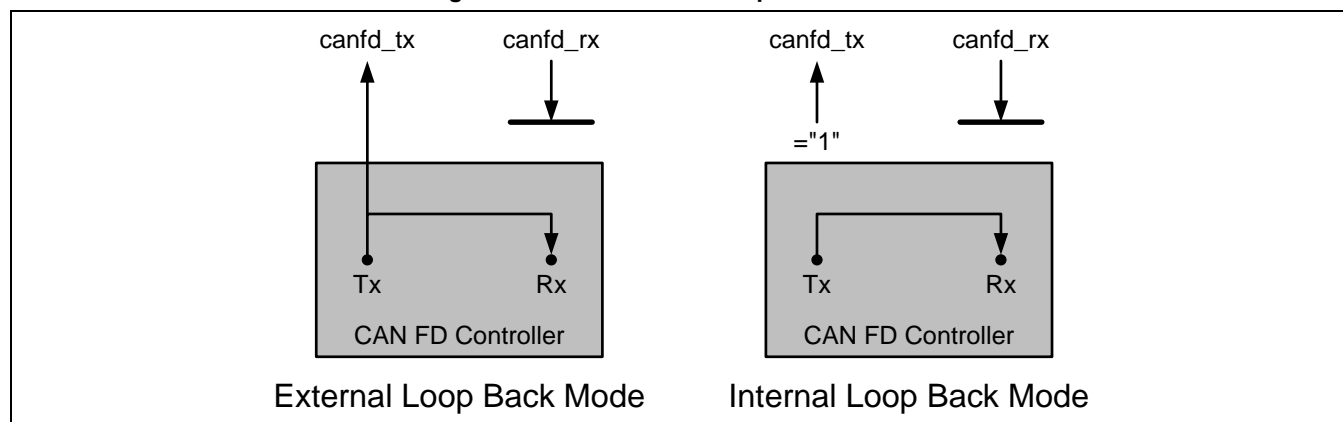 canfd_tx canfd_rx canfd_tx canfd_rx
="1"
Tx Rx Tx Rx
CAN FD Controller CAN FD Controller
External Loop Back Mode Internal Loop Back Mode